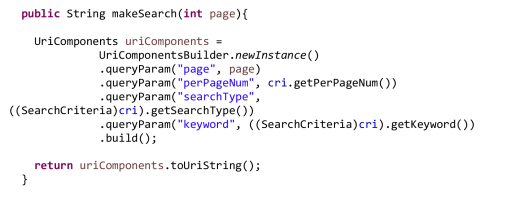 public String makeSearch(int page){
UriComponents uriComponents =
UriComponentsBuilder.newInstance()
.queryParam("page", page)
.queryParam("perPageNum", cri.getPerPageNum())
.queryParam("searchType",
((SearchCriteria)cri).getSearchType())
.queryParam("keyword", ((SearchCriteria)cri).getKeyword())
.build();
return uriComponents.toUriString();
}